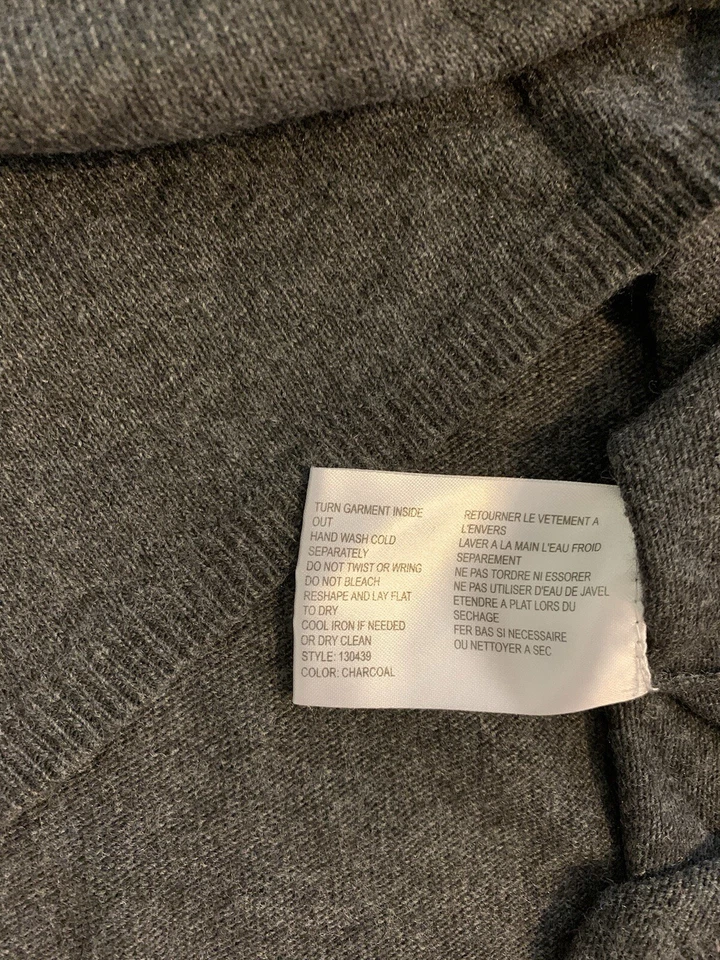 TURN GARMENT INSIDE
OUT
HAND WASH COLD
SEPARATELY
DO NOT TWIST OR WRING
DO NOT BLEACH
RESHAPE AND LAY FLAT
TO DRY
COOL IRON IF NEEDED
OR DRY CLEAN
STYLE: 130439
COLOR: CHARCOAL
RETOURNER LE VETEMENT A
L'ENVERS
LAVER A LA MAIN L'EAU FROID
SEPAREMENT
NE PAS TORDRE NI ESSORER
NE PAS UTILISER D'EAU DE JAVEL
ETENDRE A PLAT LORS DU
SECHAGE
FER BAS SI NECESSAIRE
OU NETTOYER A SEC